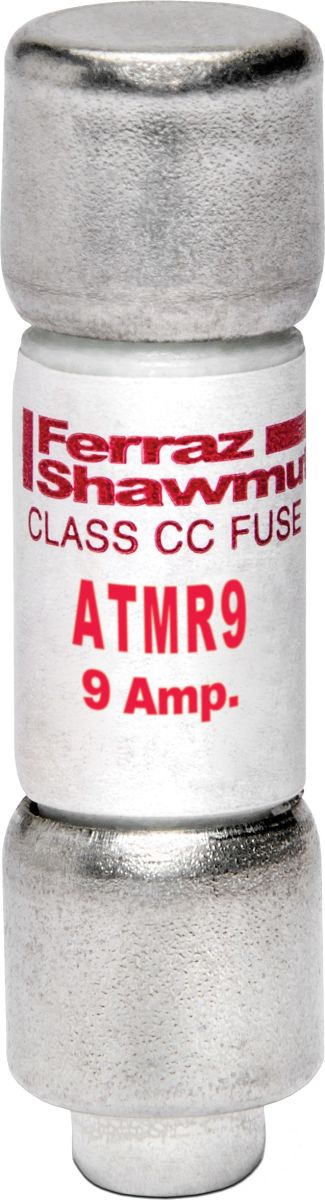 Ferraz
Shawmut
CLASS CC FUSE
ATMR9
9 Amp.